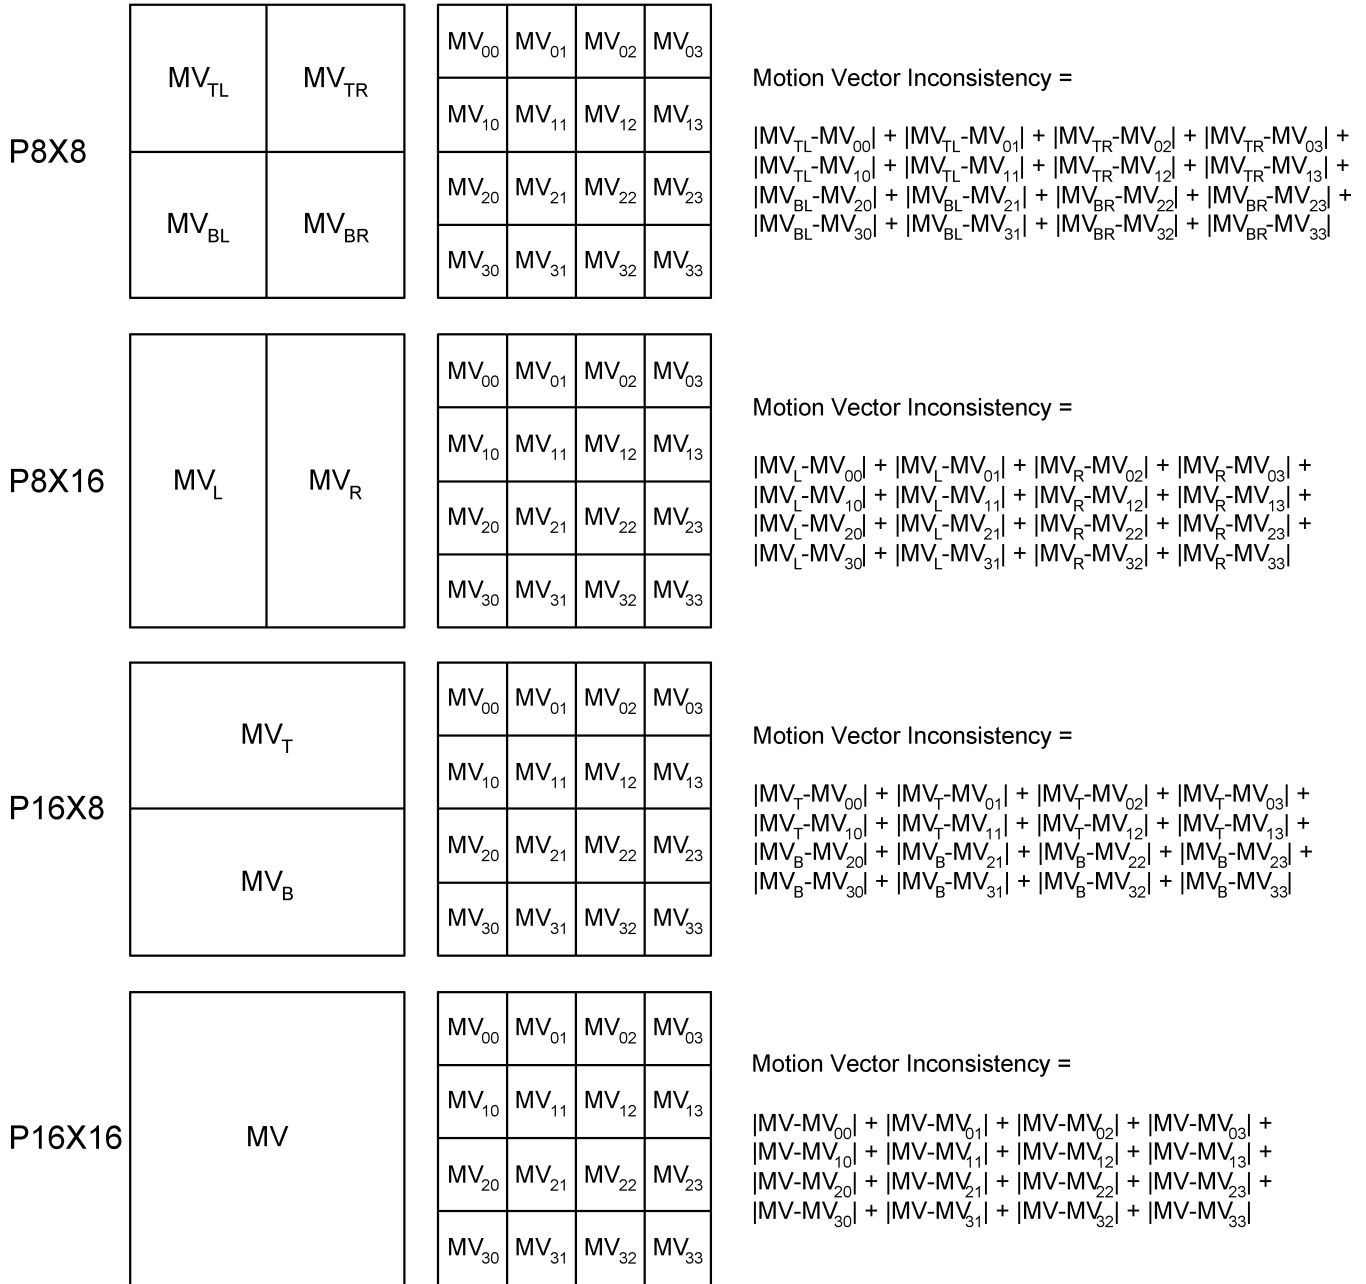 MV_TL MV_TR
MV_00 MV_01 MV_02 MV_03
MV_10 MV_11 MV_12 MV_13
P8X8
MV_BL MV_BR
MV_20 MV_21 MV_22 MV_23
MV_30 MV_31 MV_32 MV_33
Motion Vector Inconsistency =
|MV_TL-MV_00| + |MV_TL-MV_01| + |MV_TR-MV_02| + |MV_TR-MV_03| +
|MV_TL-MV_10| + |MV_TL-MV_11| + |MV_TR-MV_12| + |MV_TR-MV_13| +
|MV_BL-MV_20| + |MV_BL-MV_21| + |MV_BR-MV_22| + |MV_BR-MV_23| +
|MV_BL-MV_30| + |MV_BL-MV_31| + |MV_BR-MV_32| + |MV_BR-MV_33|
P8X16
MV_L MV_R
MV_00 MV_01 MV_02 MV_03
MV_10 MV_11 MV_12 MV_13
MV_20 MV_21 MV_22 MV_23
MV_30 MV_31 MV_32 MV_33
Motion Vector Inconsistency =
|MV_L-MV_00| + |MV_L-MV_01| + |MV_R-MV_02| + |MV_R-MV_03| +
|MV_L-MV_10| + |MV_L-MV_11| + |MV_R-MV_12| + |MV_R-MV_13| +
|MV_L-MV_20| + |MV_L-MV_21| + |MV_R-MV_22| + |MV_R-MV_23| +
|MV_L-MV_30| + |MV_L-MV_31| + |MV_R-MV_32| + |MV_R-MV_33|
P16X8
MV_T
MV_B
MV_00 MV_01 MV_02 MV_03
MV_10 MV_11 MV_12 MV_13
MV_20 MV_21 MV_22 MV_23
MV_30 MV_31 MV_32 MV_33
Motion Vector Inconsistency =
|MV_T-MV_00| + |MV_T-MV_01| + |MV_T-MV_02| + |MV_T-MV_03| +
|MV_T-MV_10| + |MV_T-MV_11| + |MV_T-MV_12| + |MV_T-MV_13| +
|MV_B-MV_20| + |MV_B-MV_21| + |MV_B-MV_22| + |MV_B-MV_23| +
|MV_B-MV_30| + |MV_B-MV_31| + |MV_B-MV_32| + |MV_B-MV_33|
P16X16
MV
MV_00 MV_01 MV_02 MV_03
MV_10 MV_11 MV_12 MV_13
MV_20 MV_21 MV_22 MV_23
MV_30 MV_31 MV_32 MV_33
Motion Vector Inconsistency =
|MV-MV_00| + |MV-MV_01| + |MV-MV_02| + |MV-MV_03| +
|MV-MV_10| + |MV-MV_11| + |MV-MV_12| + |MV-MV_13| +
|MV-MV_20| + |MV-MV_21| + |MV-MV_22| + |MV-MV_23| +
|MV-MV_30| + |MV-MV_31| + |MV-MV_32| + |MV-MV_33|